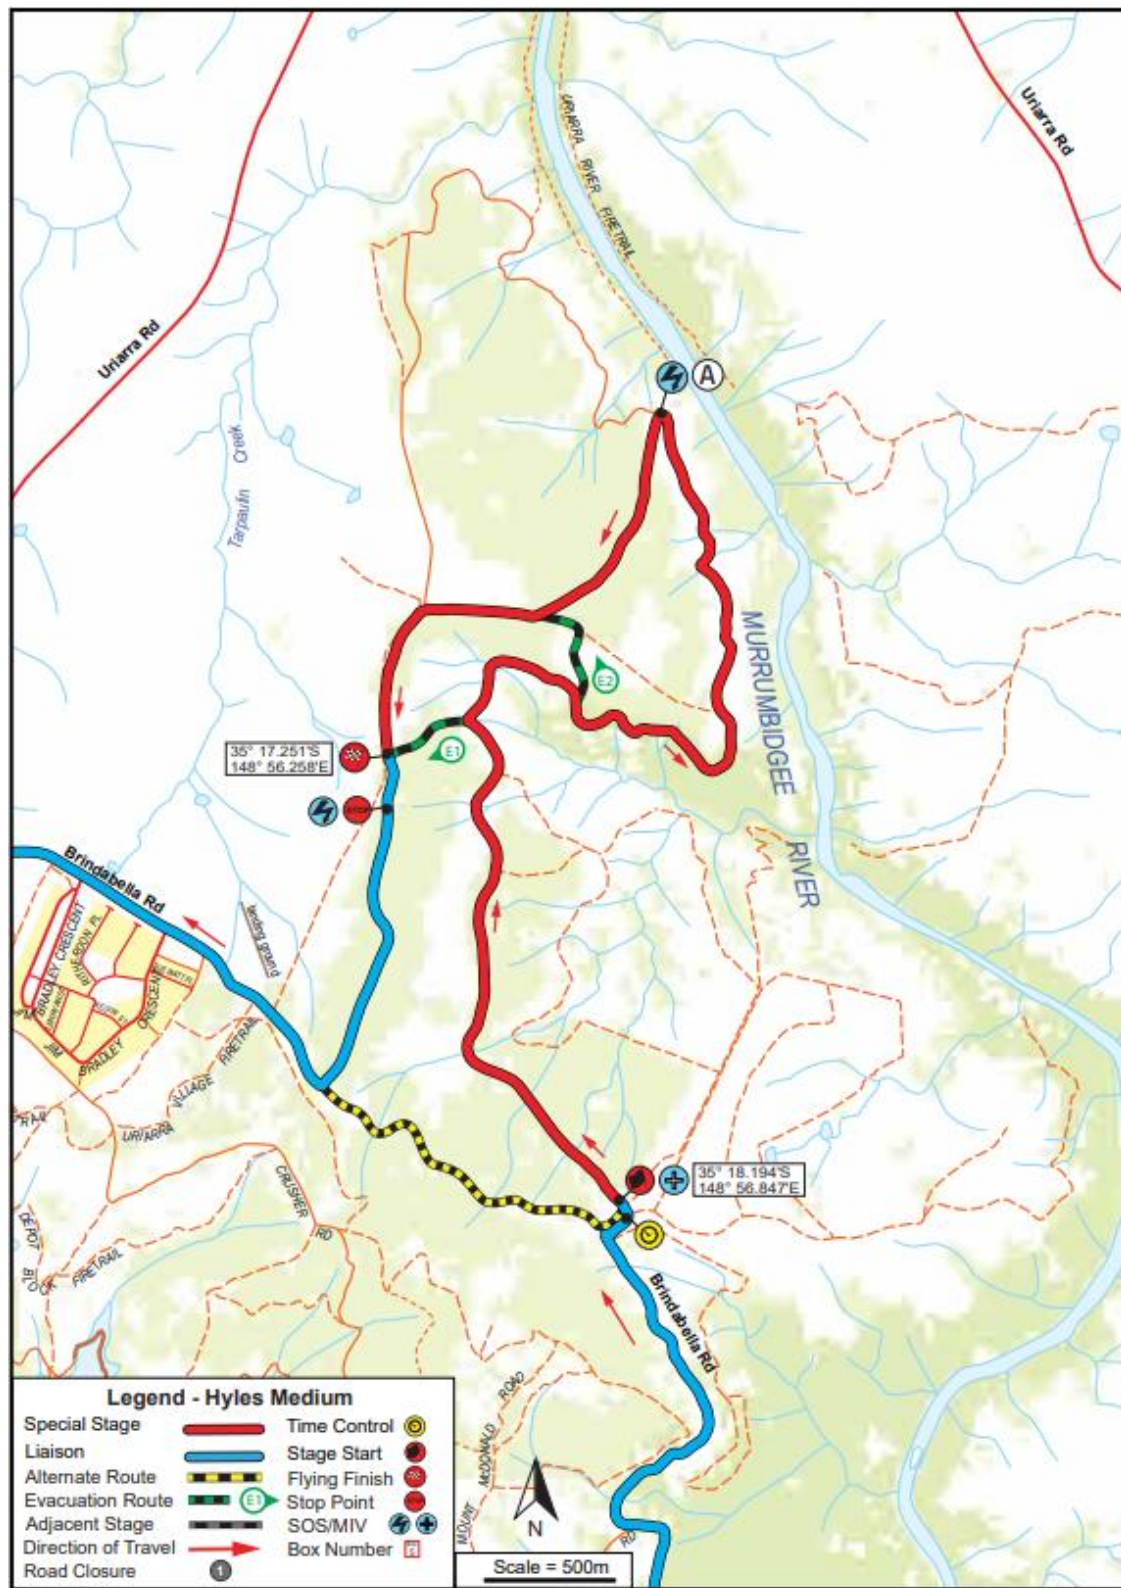 Uriarra Rd
Uriarra Rd
URIARRA RIVER FIRETRAIL
A
Tarpaulin Creek
MURRUMBIDGEE
RIVER
E2
E1
35° 17.251'S
148° 56.258'E
STOP
Brindabella Rd
landing ground
BRADLEY CRESCENT
BRADLEY
CRESCENT
JIM
URIARRA VILLAGE FIRETRAIL
CRUSHER RD
DEPOT BLOCK FIRETRAIL
35° 18.194'S
148° 56.847'E
Brindabella Rd
MOUNT McDONALD ROAD
RD
Legend - Hyles Medium
Special Stage
Time Control
Liaison
Stage Start
Alternate Route
Flying Finish
Evacuation Route
E1
Stop Point
Adjacent Stage
SOS/MIV
Direction of Travel
Box Number
Road Closure
1
N
Scale = 500m